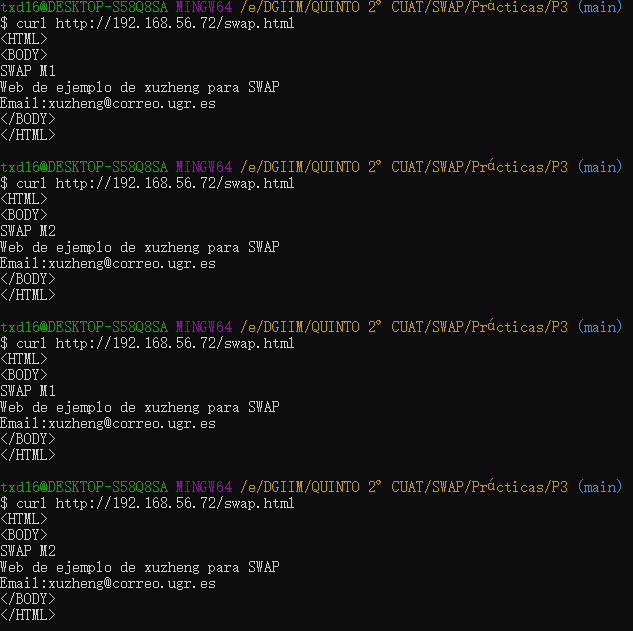 txd16@DESKTOP-S58Q8SA MINGW64 /e/DGIIM/QUINTO 2º CUAT/SWAP/Prácticas/P3 (main)
$ curl http://192.168.56.72/swap.html
<HTML>
<BODY>
SWAP M1
Web de ejemplo de xuzheng para SWAP
Email:xuzheng@correo.ugr.es
</BODY>
</HTML>
txd16@DESKTOP-S58Q8SA MINGW64 /e/DGIIM/QUINTO 2º CUAT/SWAP/Prácticas/P3 (main)
$ curl http://192.168.56.72/swap.html
<HTML>
<BODY>
SWAP M2
Web de ejemplo de xuzheng para SWAP
Email:xuzheng@correo.ugr.es
</BODY>
</HTML>
txd16@DESKTOP-S58Q8SA MINGW64 /e/DGIIM/QUINTO 2º CUAT/SWAP/Prácticas/P3 (main)
$ curl http://192.168.56.72/swap.html
<HTML>
<BODY>
SWAP M1
Web de ejemplo de xuzheng para SWAP
Email:xuzheng@correo.ugr.es
</BODY>
</HTML>
txd16@DESKTOP-S58Q8SA MINGW64 /e/DGIIM/QUINTO 2º CUAT/SWAP/Prácticas/P3 (main)
$ curl http://192.168.56.72/swap.html
<HTML>
<BODY>
SWAP M2
Web de ejemplo de xuzheng para SWAP
Email:xuzheng@correo.ugr.es
</BODY>
</HTML>